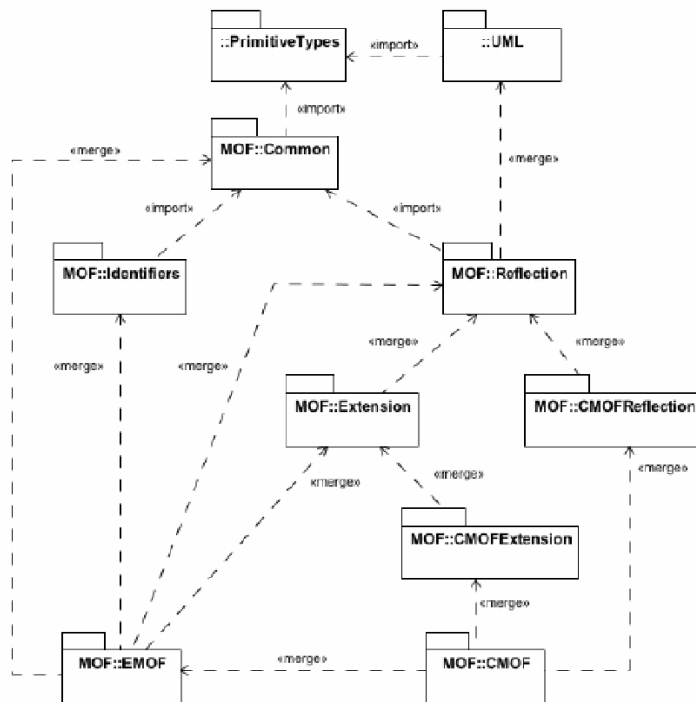 ::PrimitiveTypes
«import»
::UML
«import»
«merge»
MOF::Common
«merge»
«import»
«import»
MOF::Identifiers
MOF::Reflection
«merge»
«merge»
«merge»
«merge»
MOF::Extension
MOF::CMOFReflection
«merge»
«merge»
«merge»
MOF::CMOFExtension
«merge»
MOF::EMOF
«merge»
MOF::CMOF